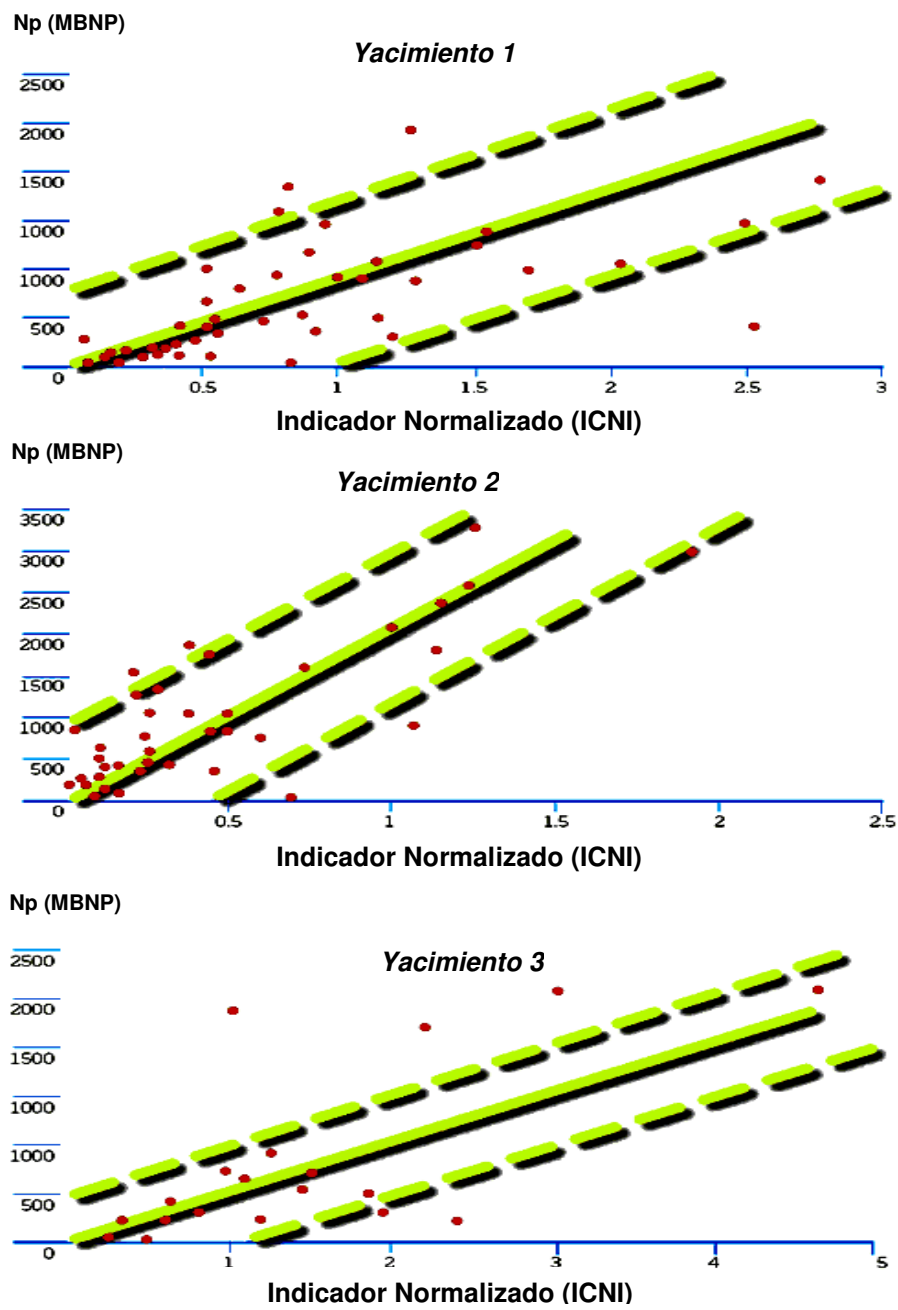 Np (MBNP)
Yacimiento 1
2500
2000
1500
1000
1000
500
0
0.5 1 1.5 2 2.5 3
Indicador Normalizado (ICNI)
Np (MBNP)
Yacimiento 2
3500
3000
2500
2000
1500
1000
500
0
0.5 1 1.5 2 2.5
Indicador Normalizado (ICNI)
Np (MBNP)
Yacimiento 3
2500
2000
1500
1000
1000
500
0
1 2 3 4 5
Indicador Normalizado (ICNI)